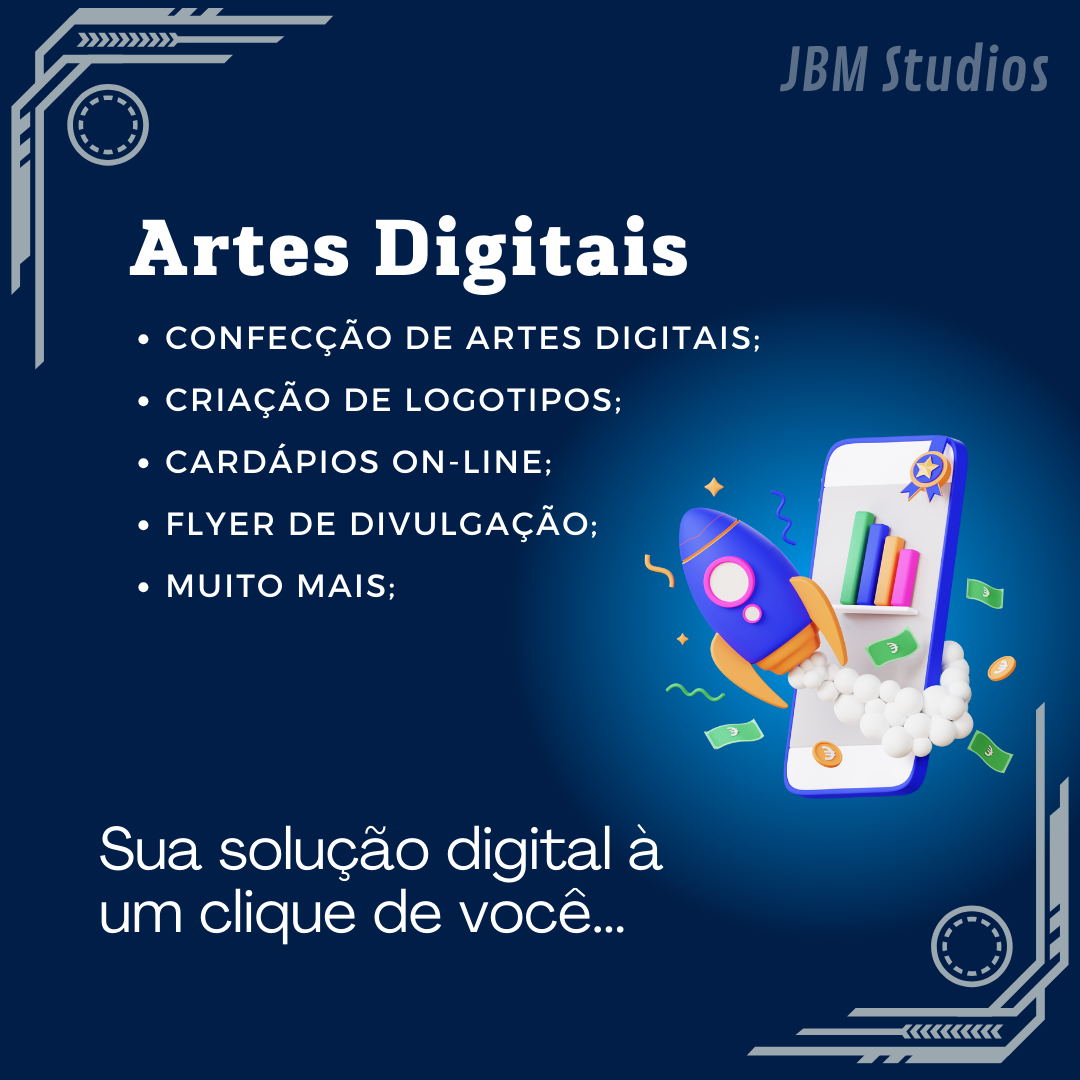 JBM Studios
Artes Digitais
• CONFECÇÃO DE ARTES DIGITAIS;
• CRIAÇÃO DE LOGOTIPOS;
• CARDÁPIOS ON-LINE;
• FLYER DE DIVULGAÇÃO;
• MUITO MAIS;
Sua solução digital à
um clique de você...